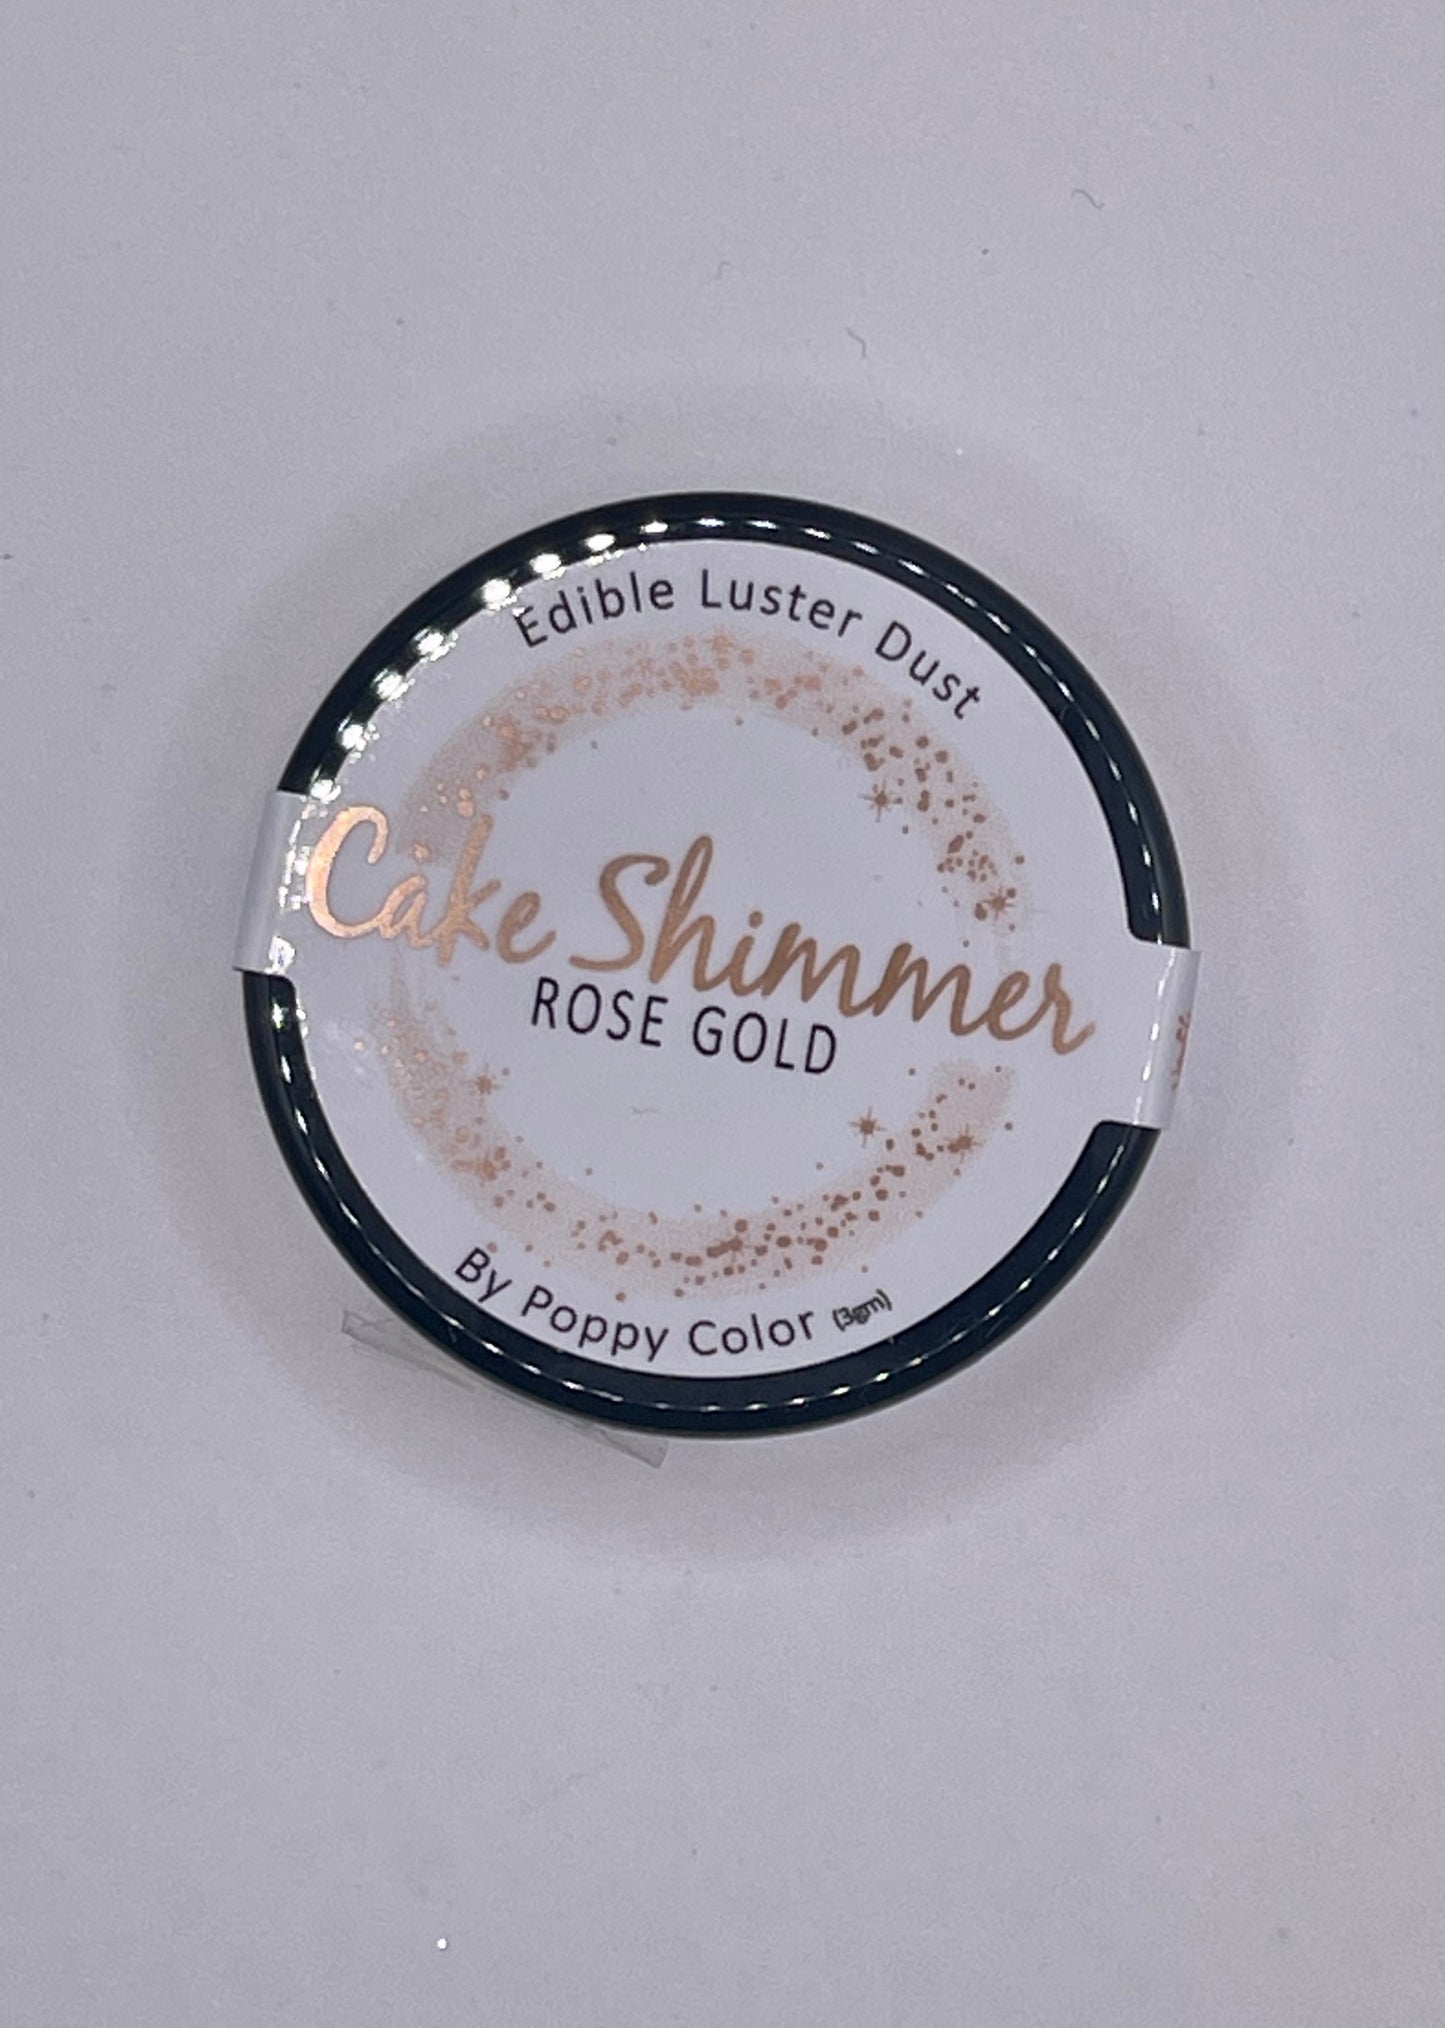 Edible Luster Dust
Cake Shimmer
ROSE GOLD
By Poppy Color (3gm)